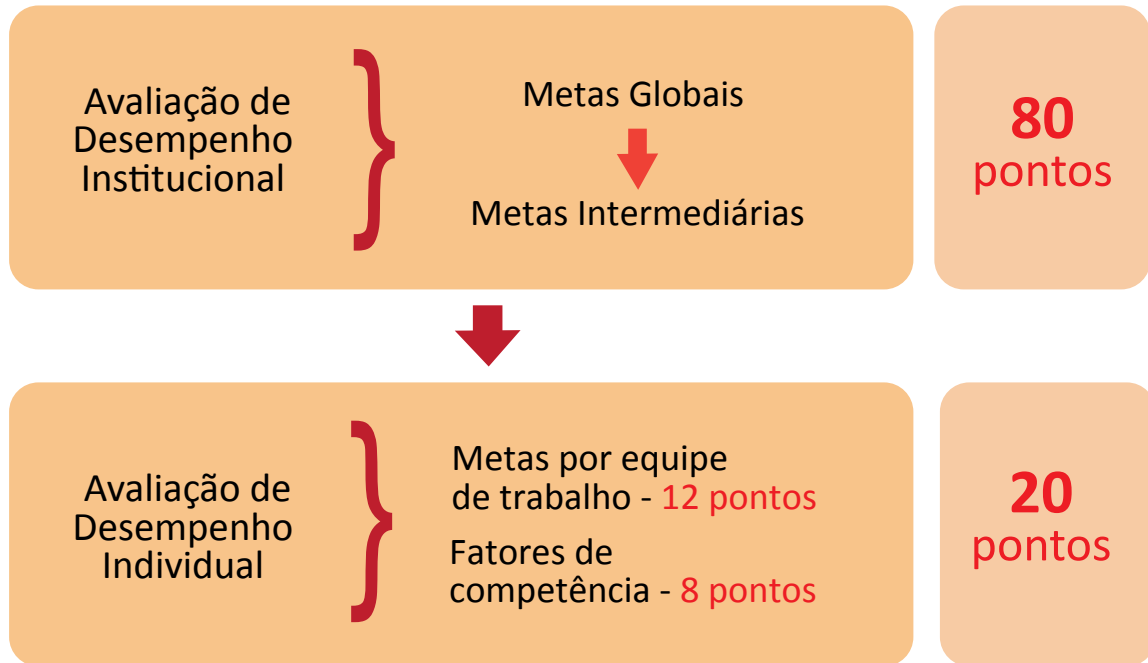 Avaliação de
Desempenho
Institucional
Metas Globais
Metas Intermediárias
80
pontos
Avaliação de
Desempenho
Individual
Metas por equipe
de trabalho - 12 pontos
Fatores de
competência - 8 pontos
20
pontos